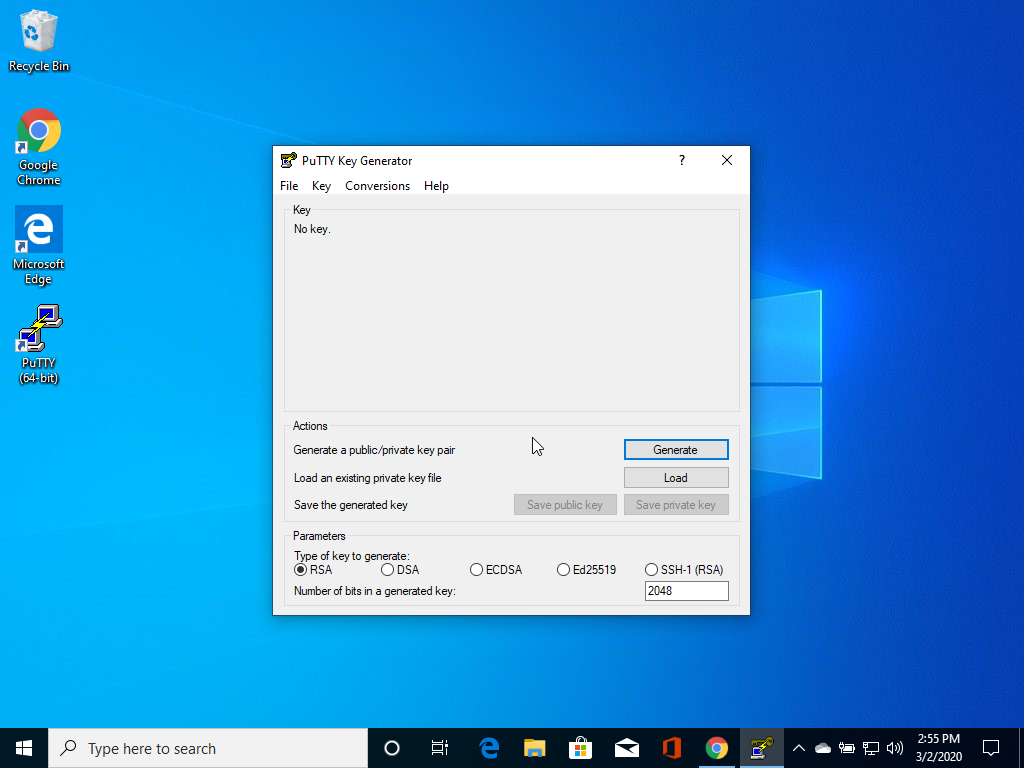 Recycle Bin
Google
Chrome
Microsoft
Edge
PuTTY
(64-bit)
PuTTY Key Generator
?
File Key Conversions Help
Key
No key.
Actions
Generate a public/private key pair
Generate
Load an existing private key file
Load
Save the generated key
Save public key
Save private key
Parameters
Type of key to generate:
RSA DSA ECDSA Ed25519 SSH-1 (RSA)
Number of bits in a generated key:
2048
Type here to search
2:55 PM
3/2/2020